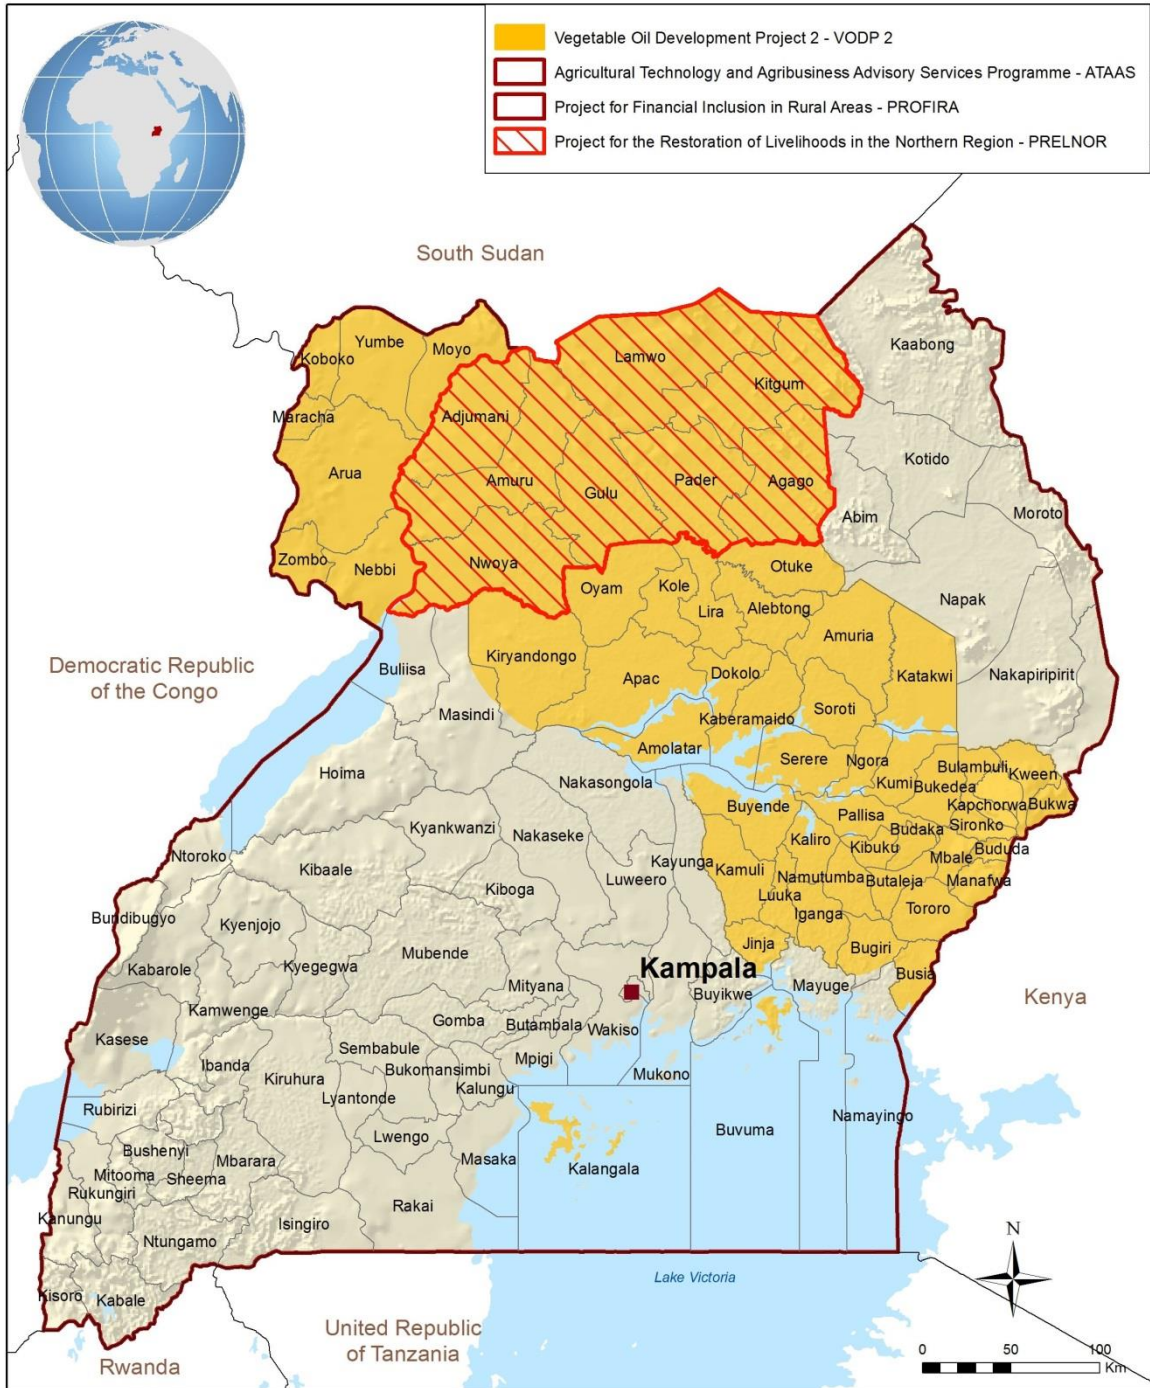 Vegetable Oil Development Project 2 - VODP 2
Agricultural Technology and Agribusiness Advisory Services Programme - ATAAS
Project for Financial Inclusion in Rural Areas - PROFIRA
Project for the Restoration of Livelihoods in the Northern Region - PRELNOR
South Sudan
Kaabong
Yumbe
Moyo
Koboko
Lamwo
Kitgum
Maracha
Adjumani
Kotido
Arua
Amuru
Gulu
Pader
Agago
Abim
Moroto
Zombo
Nebbi
Nwoya
Otuke
Oyam
Kole
Lira
Alebtong
Napak
Amuria
Democratic Republic
of the Congo
Buliisa
Kiryandongo
Apac
Dokolo
Katakwi
Nakapiripirit
Masindi
Kaberamaido
Soroti
Amolatar
Serere
Ngora
Hoima
Nakasongola
Kumi
Bulambuli
Kween
Bukedea
Buyende
Kapchorwa
Bukwa
Pallisa
Sironko
Kyankwanzi
Nakaseke
Kaliro
Budaka
Kibuku
Bududa
Ntoroko
Kibaale
Kayunga
Mbale
Kamuli
Namutumba
Butaleja
Manafwa
Kiboga
Luweero
Luuka
Iganga
Tororo
Bundibugyo
Kyenjojo
Mubende
Jinja
Bugiri
Kabarole
Kyegegwa
Kampala
Busia
Mityana
Buyikwe
Mayuge
Kenya
Kamwenge
Gomba
Butambala
Wakiso
Kasese
Sembabule
Ibanda
Kiruhura
Bukomansimbi
Mpigi
Mukono
Lyantonde
Kalungu
Rubirizi
Buvuma
Namayingo
Lwengo
Bushenyi
Mbarara
Masaka
Kalangala
Mitooma
Sheema
Rukungiri
Rakai
Kanungu
Isingiro
Ntungamo
N
Lake Victoria
Kisoro
Kabale
United Republic
of Tanzania
Rwanda
0 50 100
Km